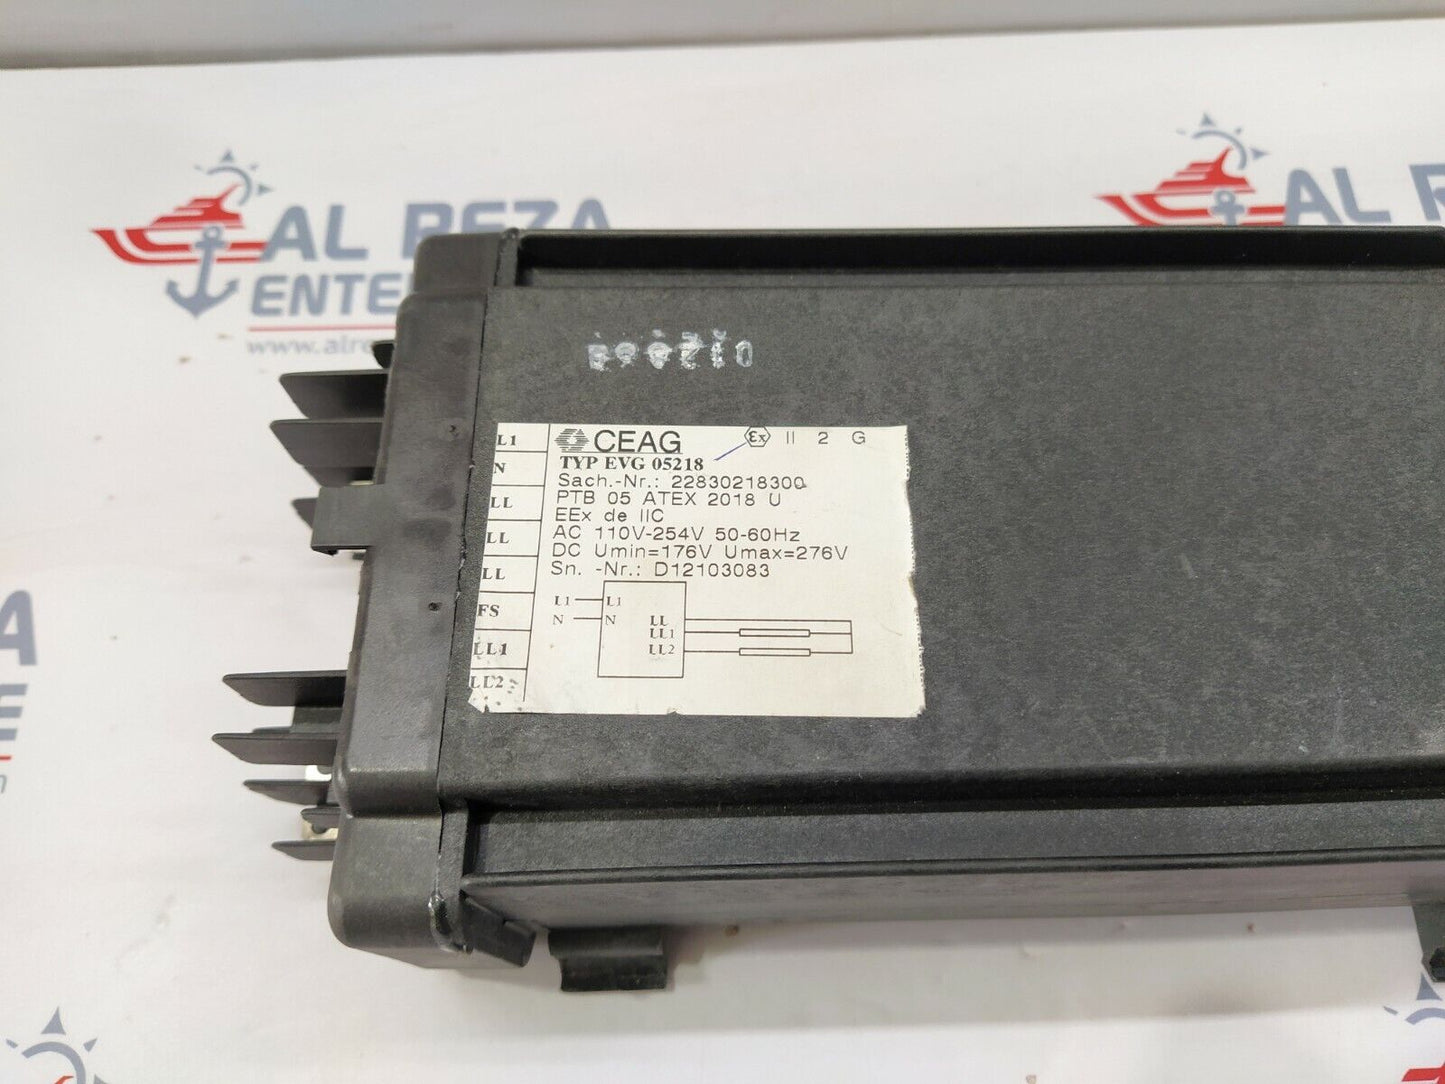 AL REZA
ENTE
www.alre
AL R
A
E
m
L1
N
LL
LL
LL
FS
LL1
LL2
CEAG
Ex II 2 G
TYP EVG 05218
Sach.-Nr.: 22830218300
PTB 05 ATEX 2018 U
EEx de IIC
AC 110V-254V 50-60Hz
DC Umin=176V Umax=276V
Sn. -Nr.: D12103083
L1 L1
N N LL
LL1
LL2